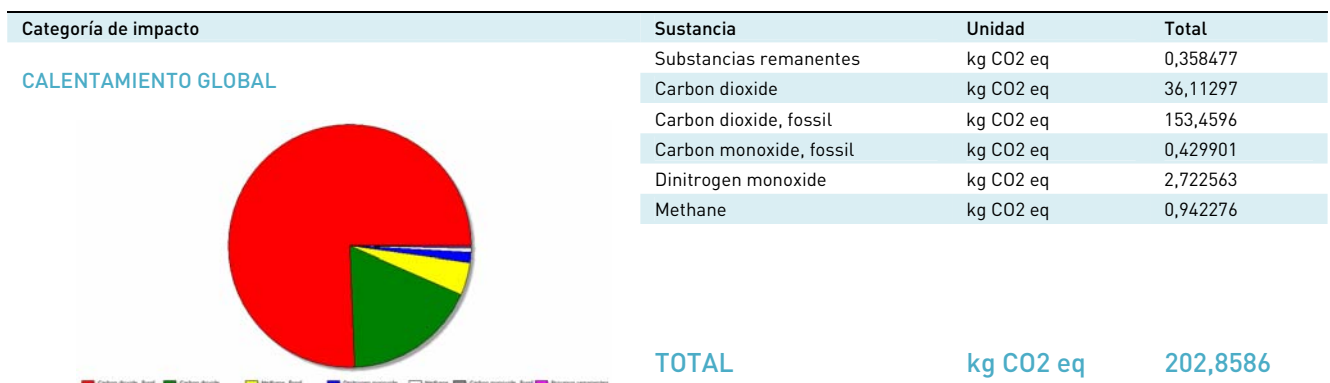 Categoría de impacto Sustancia Unidad Total
CALENTAMIENTO GLOBAL
Substancias remanentes kg CO2 eq 0,358477
Carbon dioxide kg CO2 eq 36,11297
Carbon dioxide, fossil kg CO2 eq 153,4596
Carbon monoxide, fossil kg CO2 eq 0,429901
Dinitrogen monoxide kg CO2 eq 2,722563
Methane kg CO2 eq 0,942276
TOTAL kg CO2 eq 202,8586